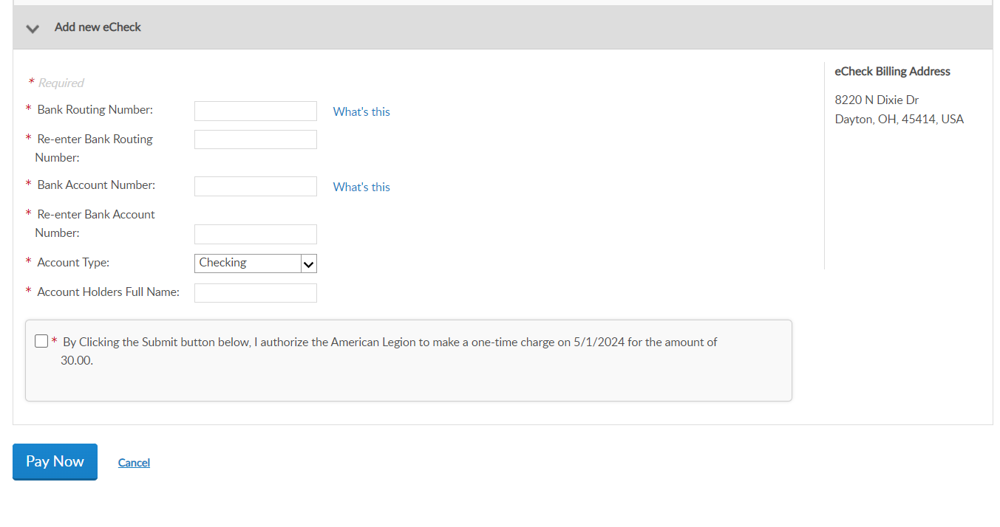 Add new eCheck
* Required
* Bank Routing Number:
What's this
* Re-enter Bank Routing
Number:
* Bank Account Number:
What's this
* Re-enter Bank Account
Number:
* Account Type:
Checking
* Account Holders Full Name:
* By Clicking the Submit button below, I authorize the American Legion to make a one-time charge on 5/1/2024 for the amount of
30.00.
eCheck Billing Address
8220 N Dixie Dr
Dayton, OH, 45414, USA
Pay Now
Cancel